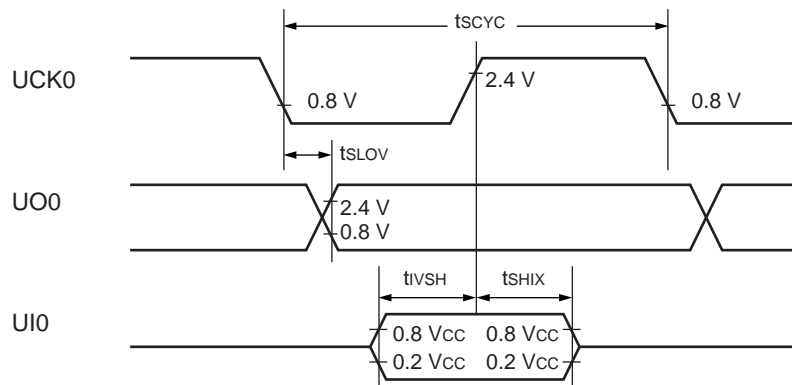 tSCYC
UCK0
0.8 V
2.4 V
0.8 V
tSLOV
UO0
2.4 V
0.8 V
tIVSH
tSHIX
UI0
0.8 VCC
0.8 VCC
0.2 VCC
0.2 VCC